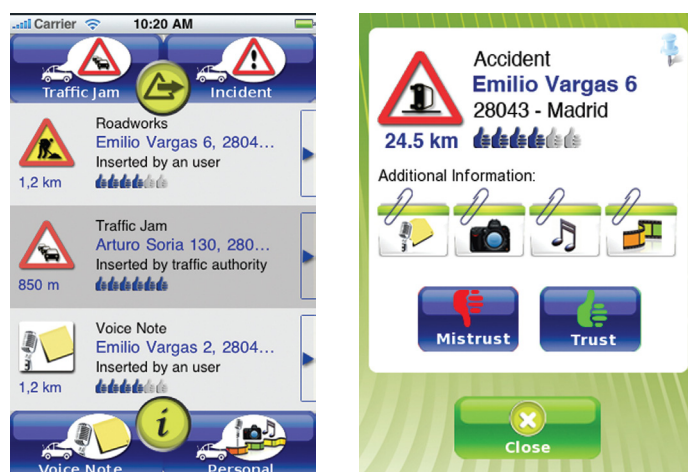 Carrier 10:20 AM
Traffic Jam Incident
Roadworks
Emilio Vargas 6, 2804...
Inserted by an user
1,2 km
Traffic Jam
Arturo Soria 130, 280...
Inserted by traffic authority
850 m
Voice Note
Emilio Vargas 2, 2804...
Inserted by an user
1,2 km
i
Voice Note Personal
Accident
Emilio Vargas 6
28043 - Madrid
24.5 km
Additional Information:
Mistrust Trust
Close